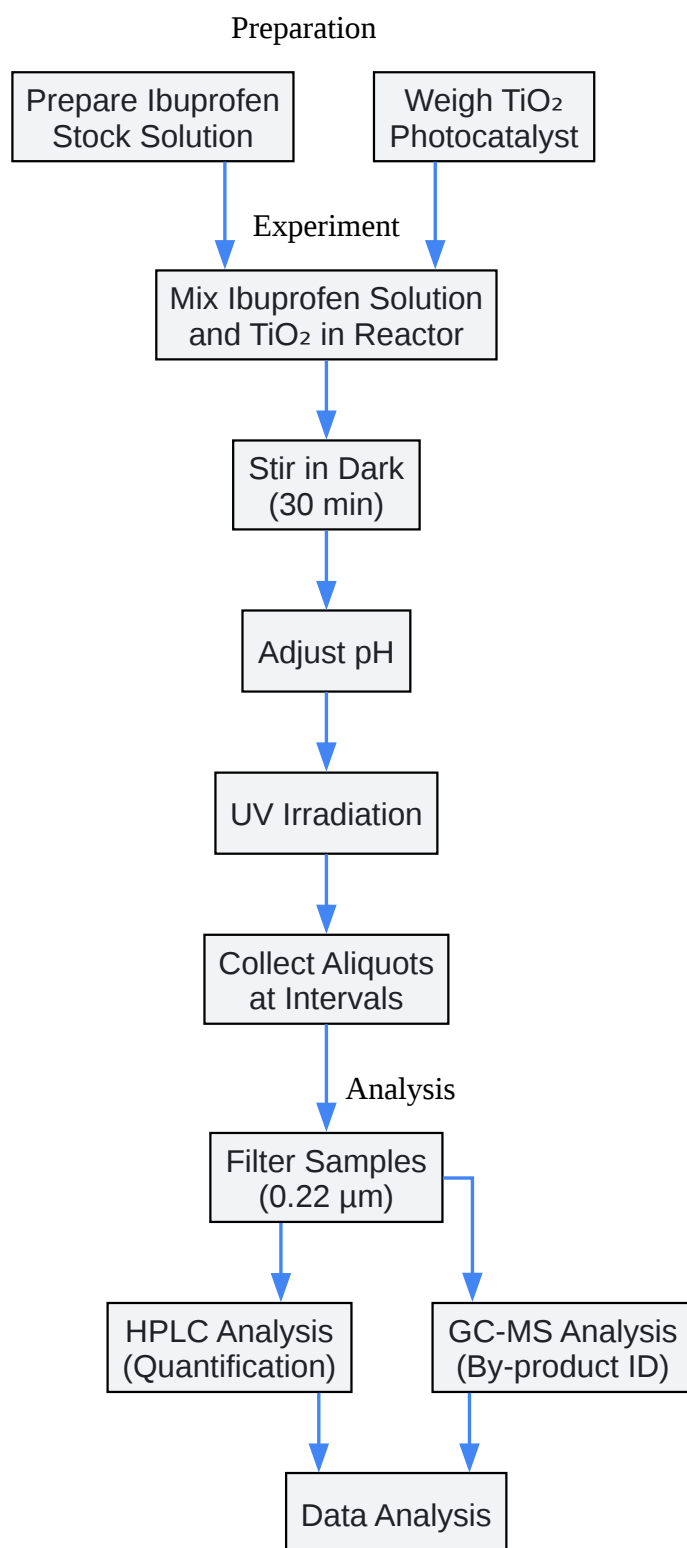 Preparation
Prepare Ibuprofen
Stock Solution
Weigh TiO₂
Photocatalyst
Experiment
Mix Ibuprofen Solution
and TiO₂ in Reactor
Stir in Dark
(30 min)
Adjust pH
UV Irradiation
Collect Aliquots
at Intervals
Analysis
Filter Samples
(0.22 µm)
HPLC Analysis
(Quantification)
GC-MS Analysis
(By-product ID)
Data Analysis